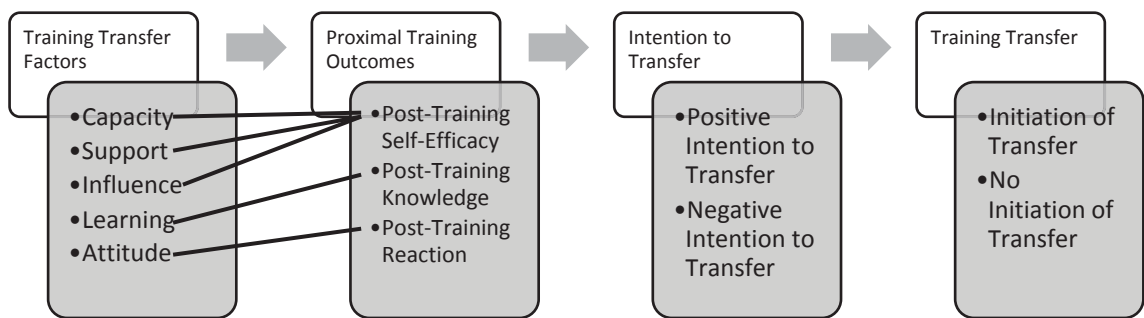 Training Transfer
Factors
•Capacity
•Support
•Influence
•Learning
•Attitude
Proximal Training
Outcomes
•Post-Training
Self-Efficacy
•Post-Training
Knowledge
•Post-Training
Reaction
Intention to
Transfer
•Positive
Intention to
Transfer
•Negative
Intention to
Transfer
Training Transfer
•Initiation of
Transfer
•No
Initiation of
Transfer